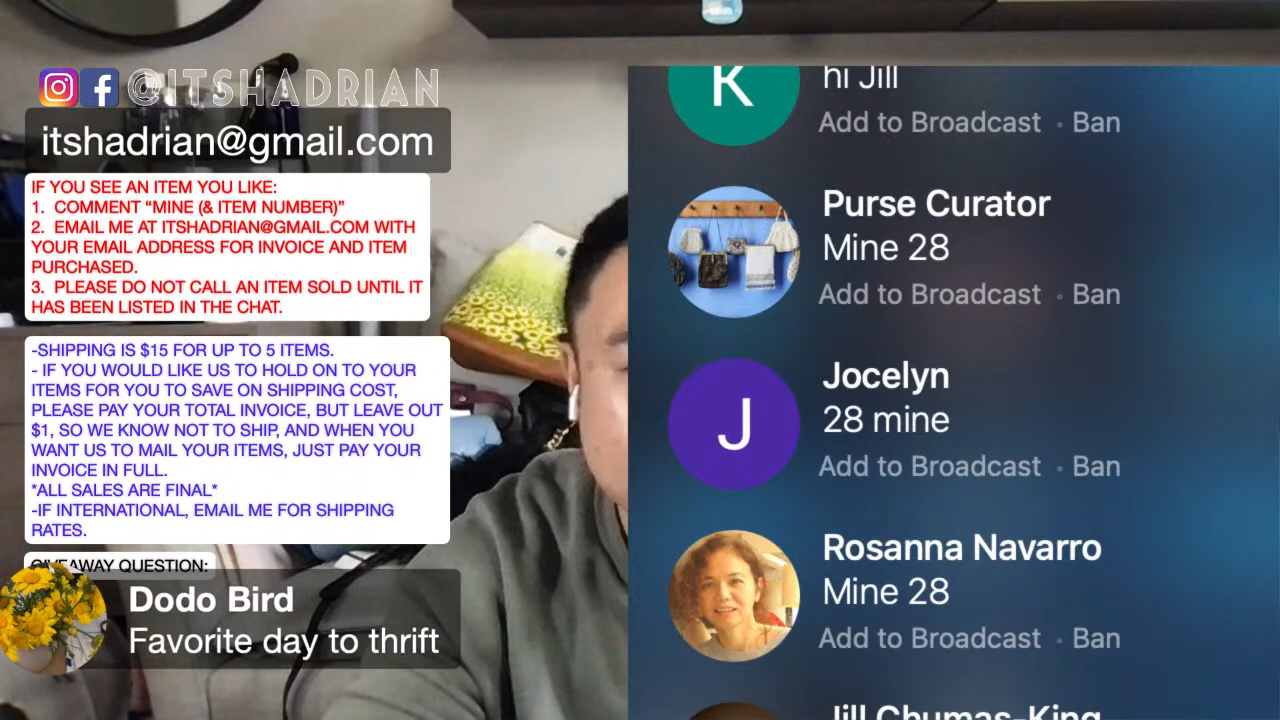 @ITSHADRIAN
itshadrian@gmail.com
IF YOU SEE AN ITEM YOU LIKE:
1. COMMENT “MINE (& ITEM NUMBER)”
2. EMAIL ME AT ITSHADRIAN@GMAIL.COM WITH
YOUR EMAIL ADDRESS FOR INVOICE AND ITEM
PURCHASED.
3. PLEASE DO NOT CALL AN ITEM SOLD UNTIL IT
HAS BEEN LISTED IN THE CHAT.
-SHIPPING IS $15 FOR UP TO 5 ITEMS.
- IF YOU WOULD LIKE US TO HOLD ON TO YOUR
ITEMS FOR YOU TO SAVE ON SHIPPING COST,
PLEASE PAY YOUR TOTAL INVOICE, BUT LEAVE OUT
$1, SO WE KNOW NOT TO SHIP, AND WHEN YOU
WANT US TO MAIL YOUR ITEMS, JUST PAY YOUR
INVOICE IN FULL.
*ALL SALES ARE FINAL*
-IF INTERNATIONAL, EMAIL ME FOR SHIPPING
RATES.
GIVEAWAY QUESTION:
Dodo Bird
Favorite day to thrift
K
hi Jill
Add to Broadcast • Ban
Purse Curator
Mine 28
Add to Broadcast • Ban
J
Jocelyn
28 mine
Add to Broadcast • Ban
Rosanna Navarro
Mine 28
Add to Broadcast • Ban
Jill Chumas-King